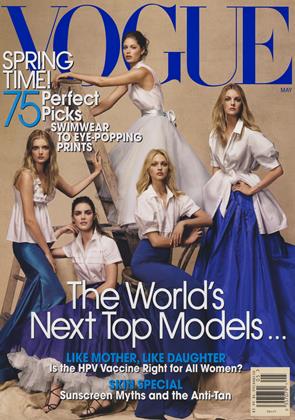 VOGUE
SPRING
TIME!
75 Perfect
Picks
SWIMWEAR
TO EYE-POPPING
PRINTS
MAY
The World's
Next Top Models...
LIKE MOTHER, LIKE DAUGHTER
Is the HPV Vaccine Right for All Women?
SKIN SPECIAL
Sunscreen Myths and the Anti-Tan